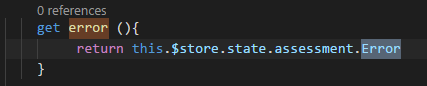 0 references
get error (){
return this.$store.state.assessment.Error
}